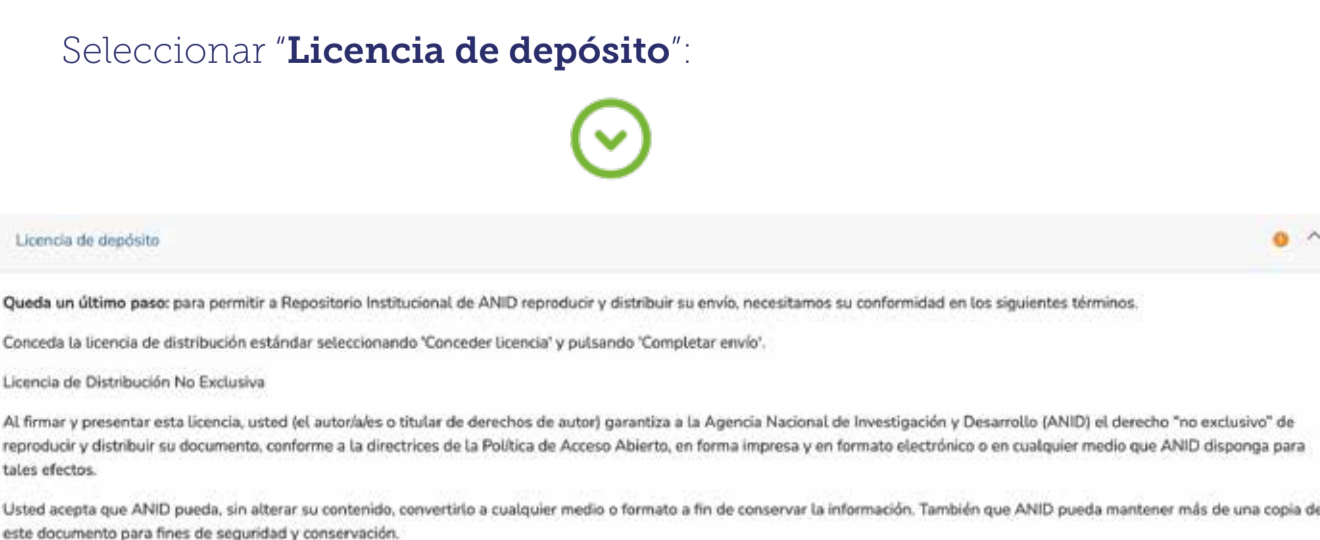 Seleccionar “Licencia de depósito”:
Licencia de depósito
Queda un último paso: para permitir a Repositorio Institucional de ANID reproducir y distribuir su envío, necesitamos su conformidad en los siguientes términos.
Conceda la licencia de distribución estándar seleccionando 'Conceder licencia' y pulsando 'Completar envío'.
Licencia de Distribución No Exclusiva
Al firmar y presentar esta licencia, usted (el autor/a/es o titular de derechos de autor) garantiza a la Agencia Nacional de Investigación y Desarrollo (ANID) el derecho "no exclusivo" de
reproducir y distribuir su documento, conforme a la directrices de la Política de Acceso Abierto, en forma impresa y en formato electrónico o en cualquier medio que ANID disponga para
tales efectos.
Usted acepta que ANID pueda, sin alterar su contenido, convertirlo a cualquier medio o formato a fin de conservar la información. También que ANID pueda mantener más de una copia de
este documento para fines de seguridad y conservación.